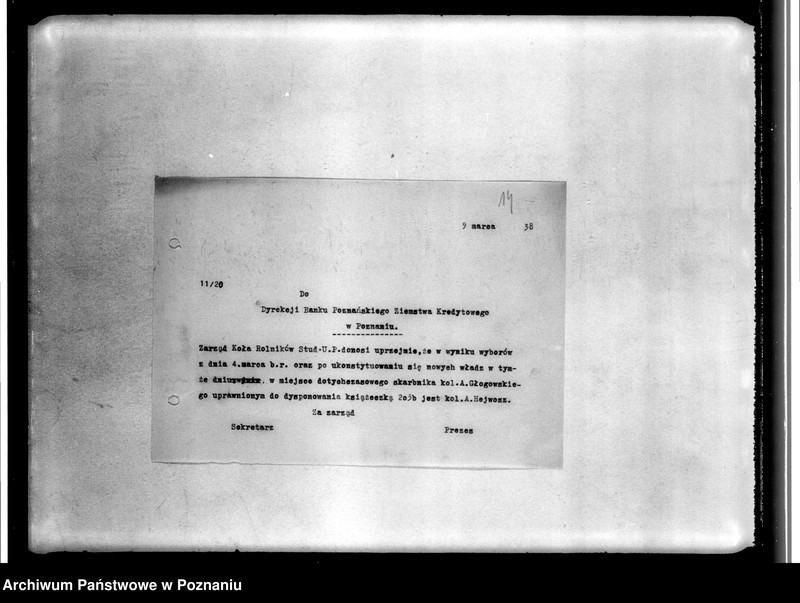 14
9 marca 38
11/20
Do
Dyrekcji Banku Poznańskiego Ziemstwa Kredytowego
w Poznaniu.
Zarząd Koła Rolników Stud.U.P.donosi uprzejmie,że w wyniku wyborów
z dnia 4.marca b.r. oraz po ukonstytuowaniu się nowych władz w tym-
że dniu, w miejsce dotychczasowego skarbnika kol.A.Głogowskie-
go uprawnionym do dysponowania książeczką 203b jest kol.A.Hejwosz.
Za zarząd
Sekretarz Prezes
Archiwum Państwowe w Poznaniu